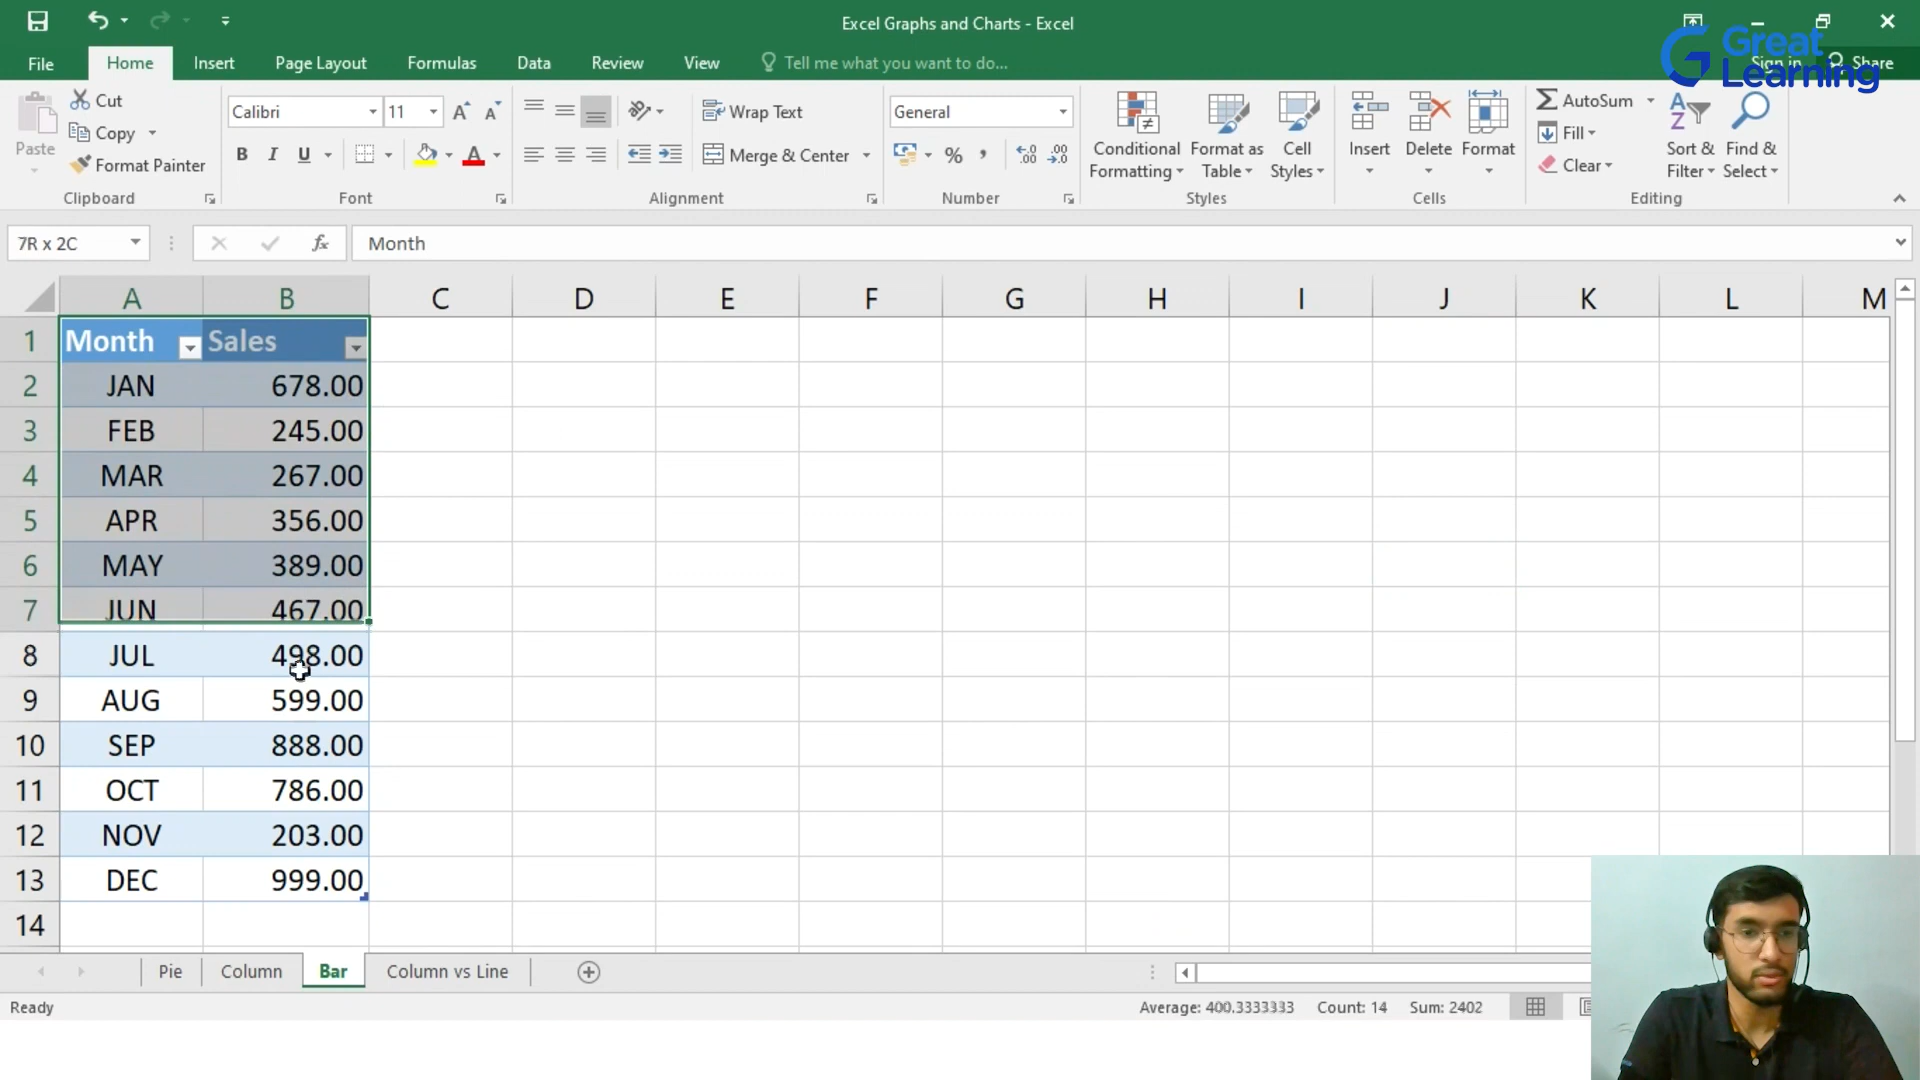 Excel Graphs and Charts - Excel
Great
Learning
Sign in
Share
File
Home
Insert
Page Layout
Formulas
Data
Review
View
Tell me what you want to do...
Paste
Cut
Copy
Format Painter
Clipboard
Calibri
11
B I U
Font
Wrap Text
Merge & Center
Alignment
General
%
Number
Conditional
Formatting
Format as
Table
Cell
Styles
Styles
Insert
Delete
Format
Cells
AutoSum
Fill
Clear
Sort &
Filter
Find &
Select
Editing
7R x 2C
fx
Month
A B C D E F G H I J K L M
1 Month Sales
2 JAN 678.00
3 FEB 245.00
4 MAR 267.00
5 APR 356.00
6 MAY 389.00
7 JUN 467.00
8 JUL 498.00
9 AUG 599.00
10 SEP 888.00
11 OCT 786.00
12 NOV 203.00
13 DEC 999.00
14
Pie
Column
Bar
Column vs Line
Ready
Average: 400.3333333
Count: 14
Sum: 2402